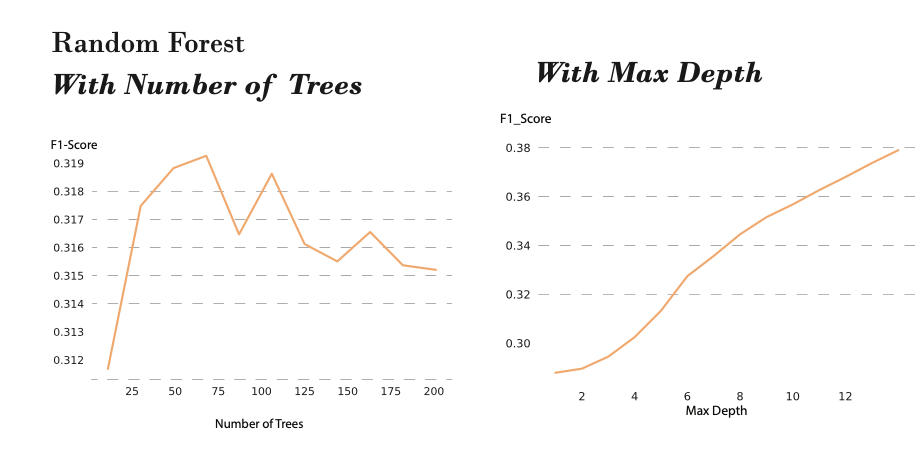 Random Forest
With Number of Trees
F1-Score
0.319
0.318
0.317
0.316
0.315
0.314
0.313
0.312
25 50 75 100 125 150 175 200
Number of Trees
With Max Depth
F1_Score
0.38
0.36
0.34
0.32
0.30
2 4 6 8 10 12
Max Depth